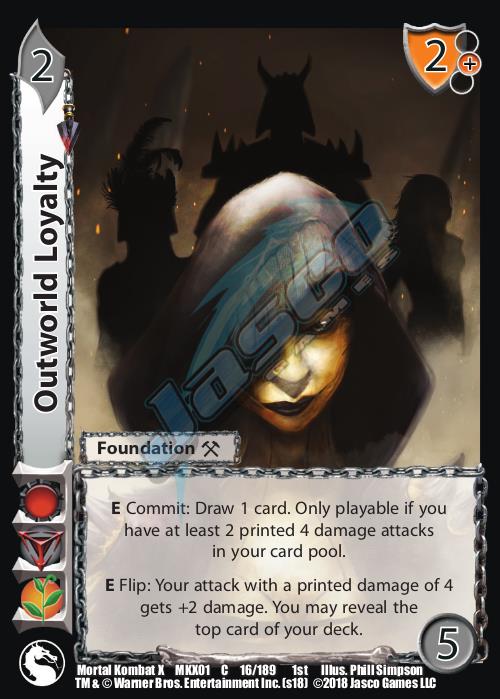 2
2
+
Outworld Loyalty
Jasco
GAMES
Foundation
E Commit: Draw 1 card. Only playable if you
have at least 2 printed 4 damage attacks
in your card pool.
E Flip: Your attack with a printed damage of 4
gets +2 damage. You may reveal the
top card of your deck.
5
Mortal Kombat X MKX01 C 16/189 1st Illus. Phill Simpson
TM & © Warner Bros. Entertainment Inc. (s18) ©2018 Jasco Games LLC